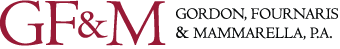 GF&M
GORDON, FOURNARIS
& MAMMARELLA, P.A.